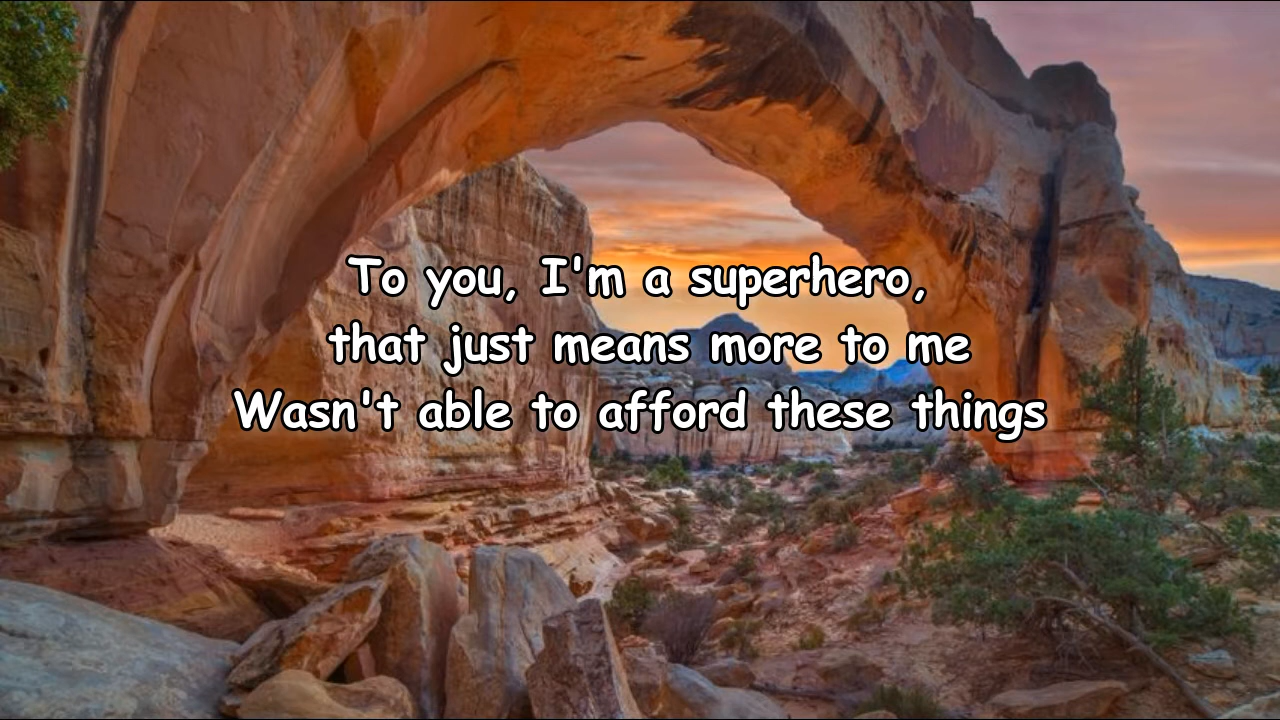 To you, I'm a superhero,
that just means more to me
Wasn't able to afford these things